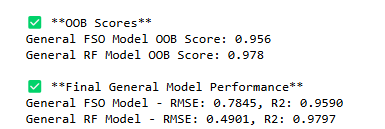 ✅ **OOB Scores**
General FSO Model OOB Score: 0.956
General RF Model OOB Score: 0.978
✅ **Final General Model Performance**
General FSO Model - RMSE: 0.7845, R2: 0.9590
General RF Model - RMSE: 0.4901, R2: 0.9797